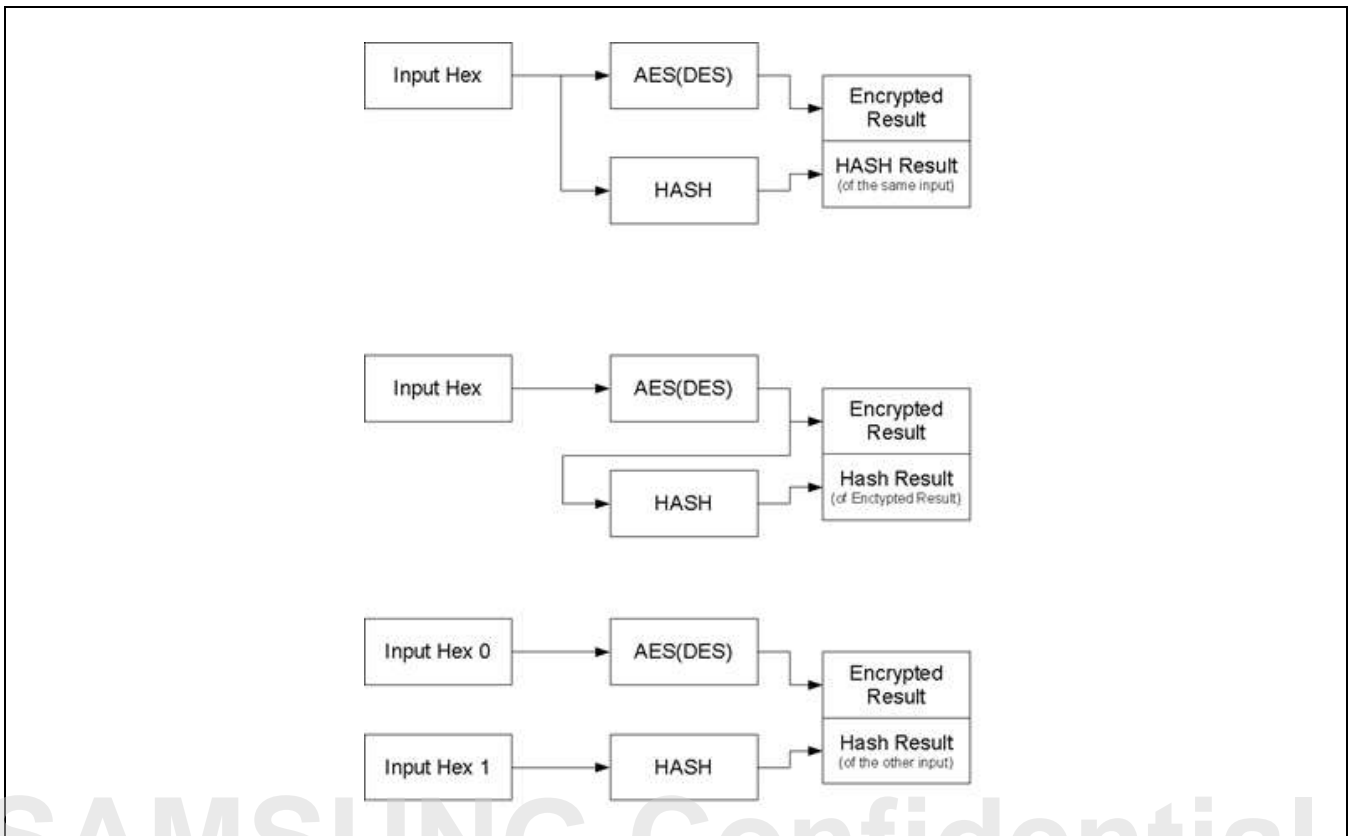 Input Hex
AES(DES)
Encrypted
Result
HASH
HASH Result
(of the same input)
Input Hex
AES(DES)
Encrypted
Result
HASH
Hash Result
(of Enctypted Result)
Input Hex 0
AES(DES)
Encrypted
Result
Input Hex 1
HASH
Hash Result
(of the other input)
SAMSUNG Confidential